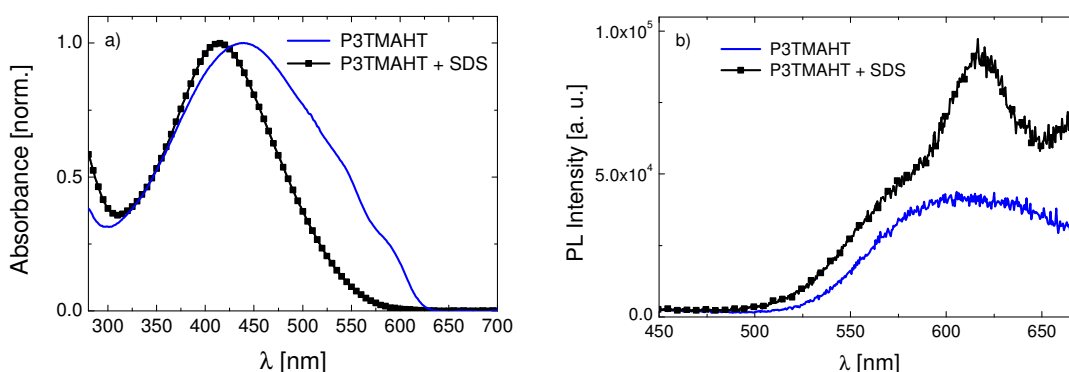 a)
P3TMAHT
P3TMAHT + SDS
Absorbance [norm.]
1.0
0.5
0.0
300 350 400 450 500 550 600 650 700
λ [nm]
b)
P3TMAHT
P3TMAHT + SDS
PL Intensity [a. u.]
1.0x10⁵
5.0x10⁴
0.0
450 500 550 600 650
λ [nm]